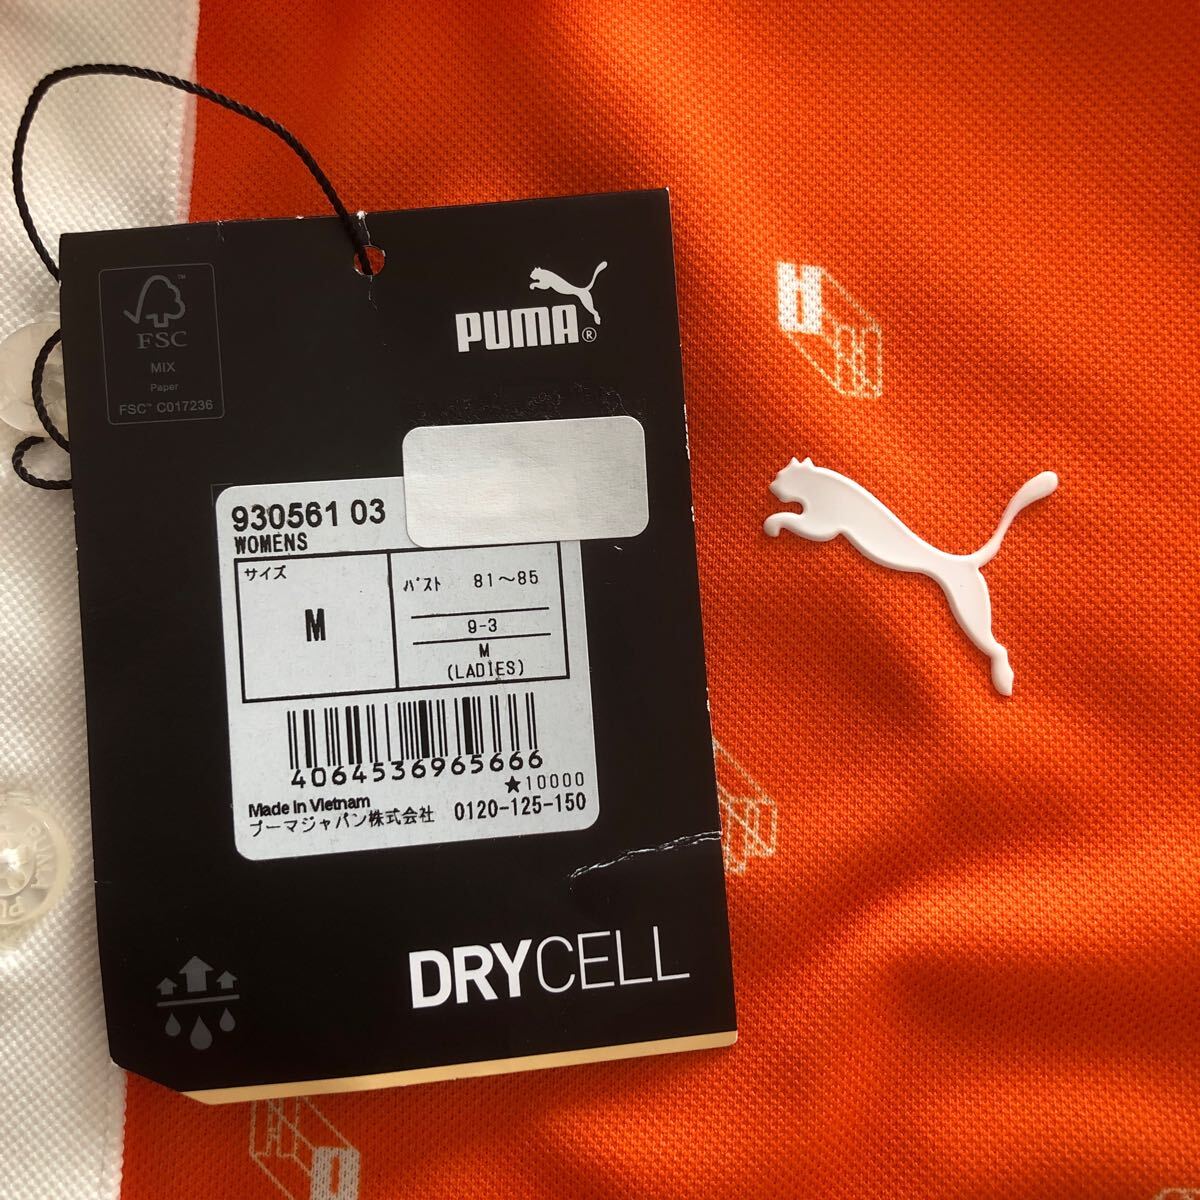 FSC™
MIX
Paper
FSC™ C017236
PUMA®
930561 03
WOMENS
サイズ
M
バスト 81～85
9-3
M
(LADIES)
4064536965666
★10000
Made in Vietnam
プーマジャパン株式会社 0120-125-150
DRYCELL